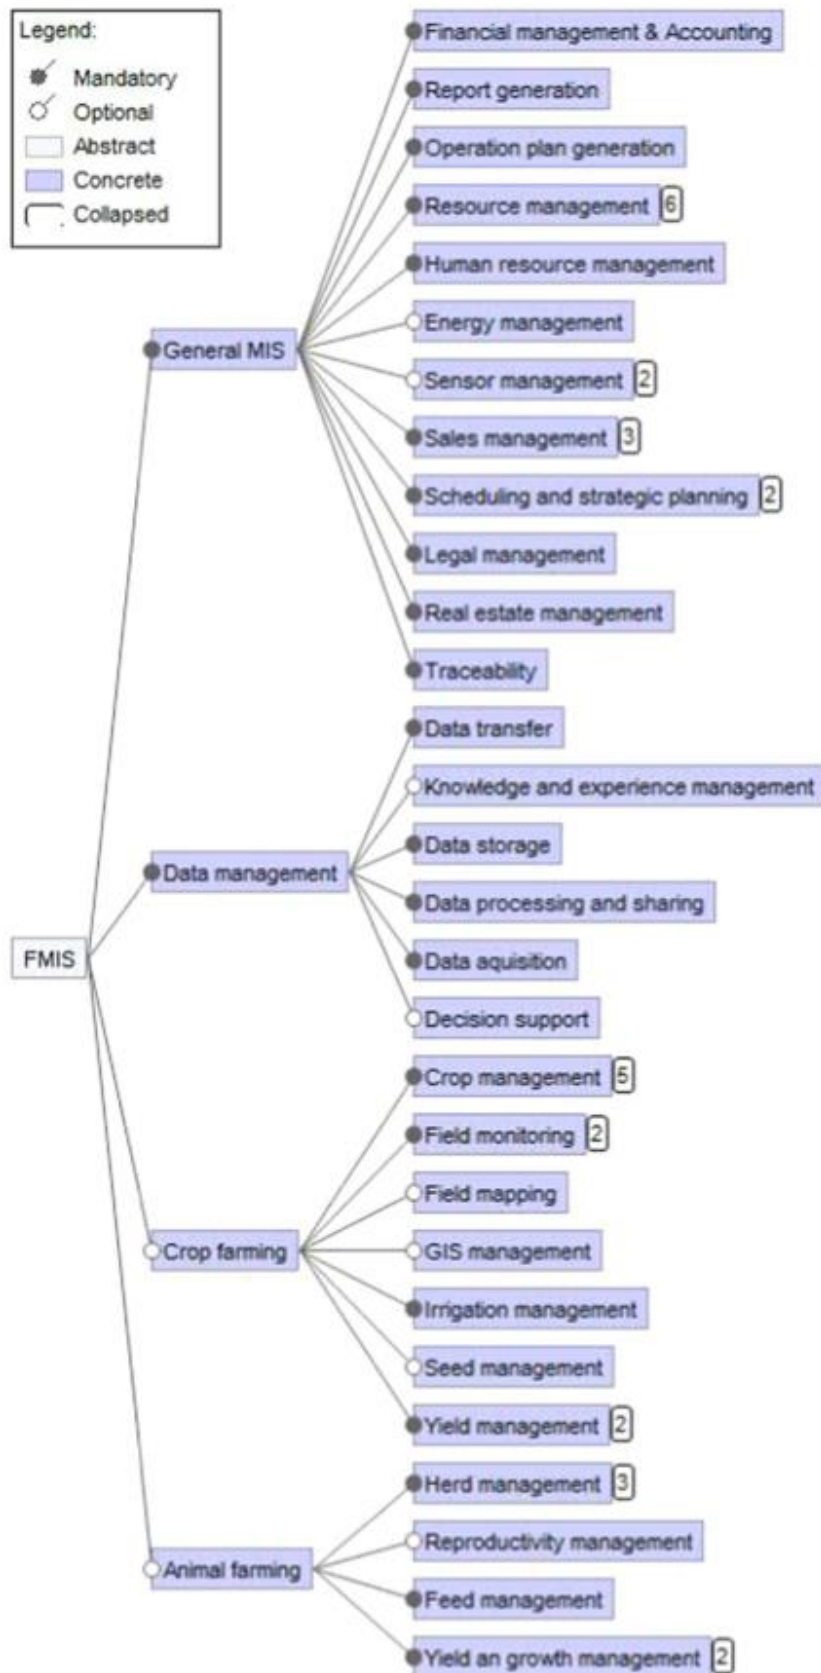 Legend:
Mandatory
Optional
Abstract
Concrete
Collapsed
Financial management & Accounting
Report generation
Operation plan generation
Resource management 6
Human resource management
General MIS
Energy management
Sensor management 2
Sales management 3
Scheduling and strategic planning 2
Legal management
Real estate management
Traceability
Data transfer
Knowledge and experience management
Data storage
Data management
Data processing and sharing
FMIS
Data aquisition
Decision support
Crop management 5
Field monitoring 2
Field mapping
Crop farming
GIS management
Irrigation management
Seed management
Yield management 2
Herd management 3
Reproductivity management
Animal farming
Feed management
Yield an growth management 2